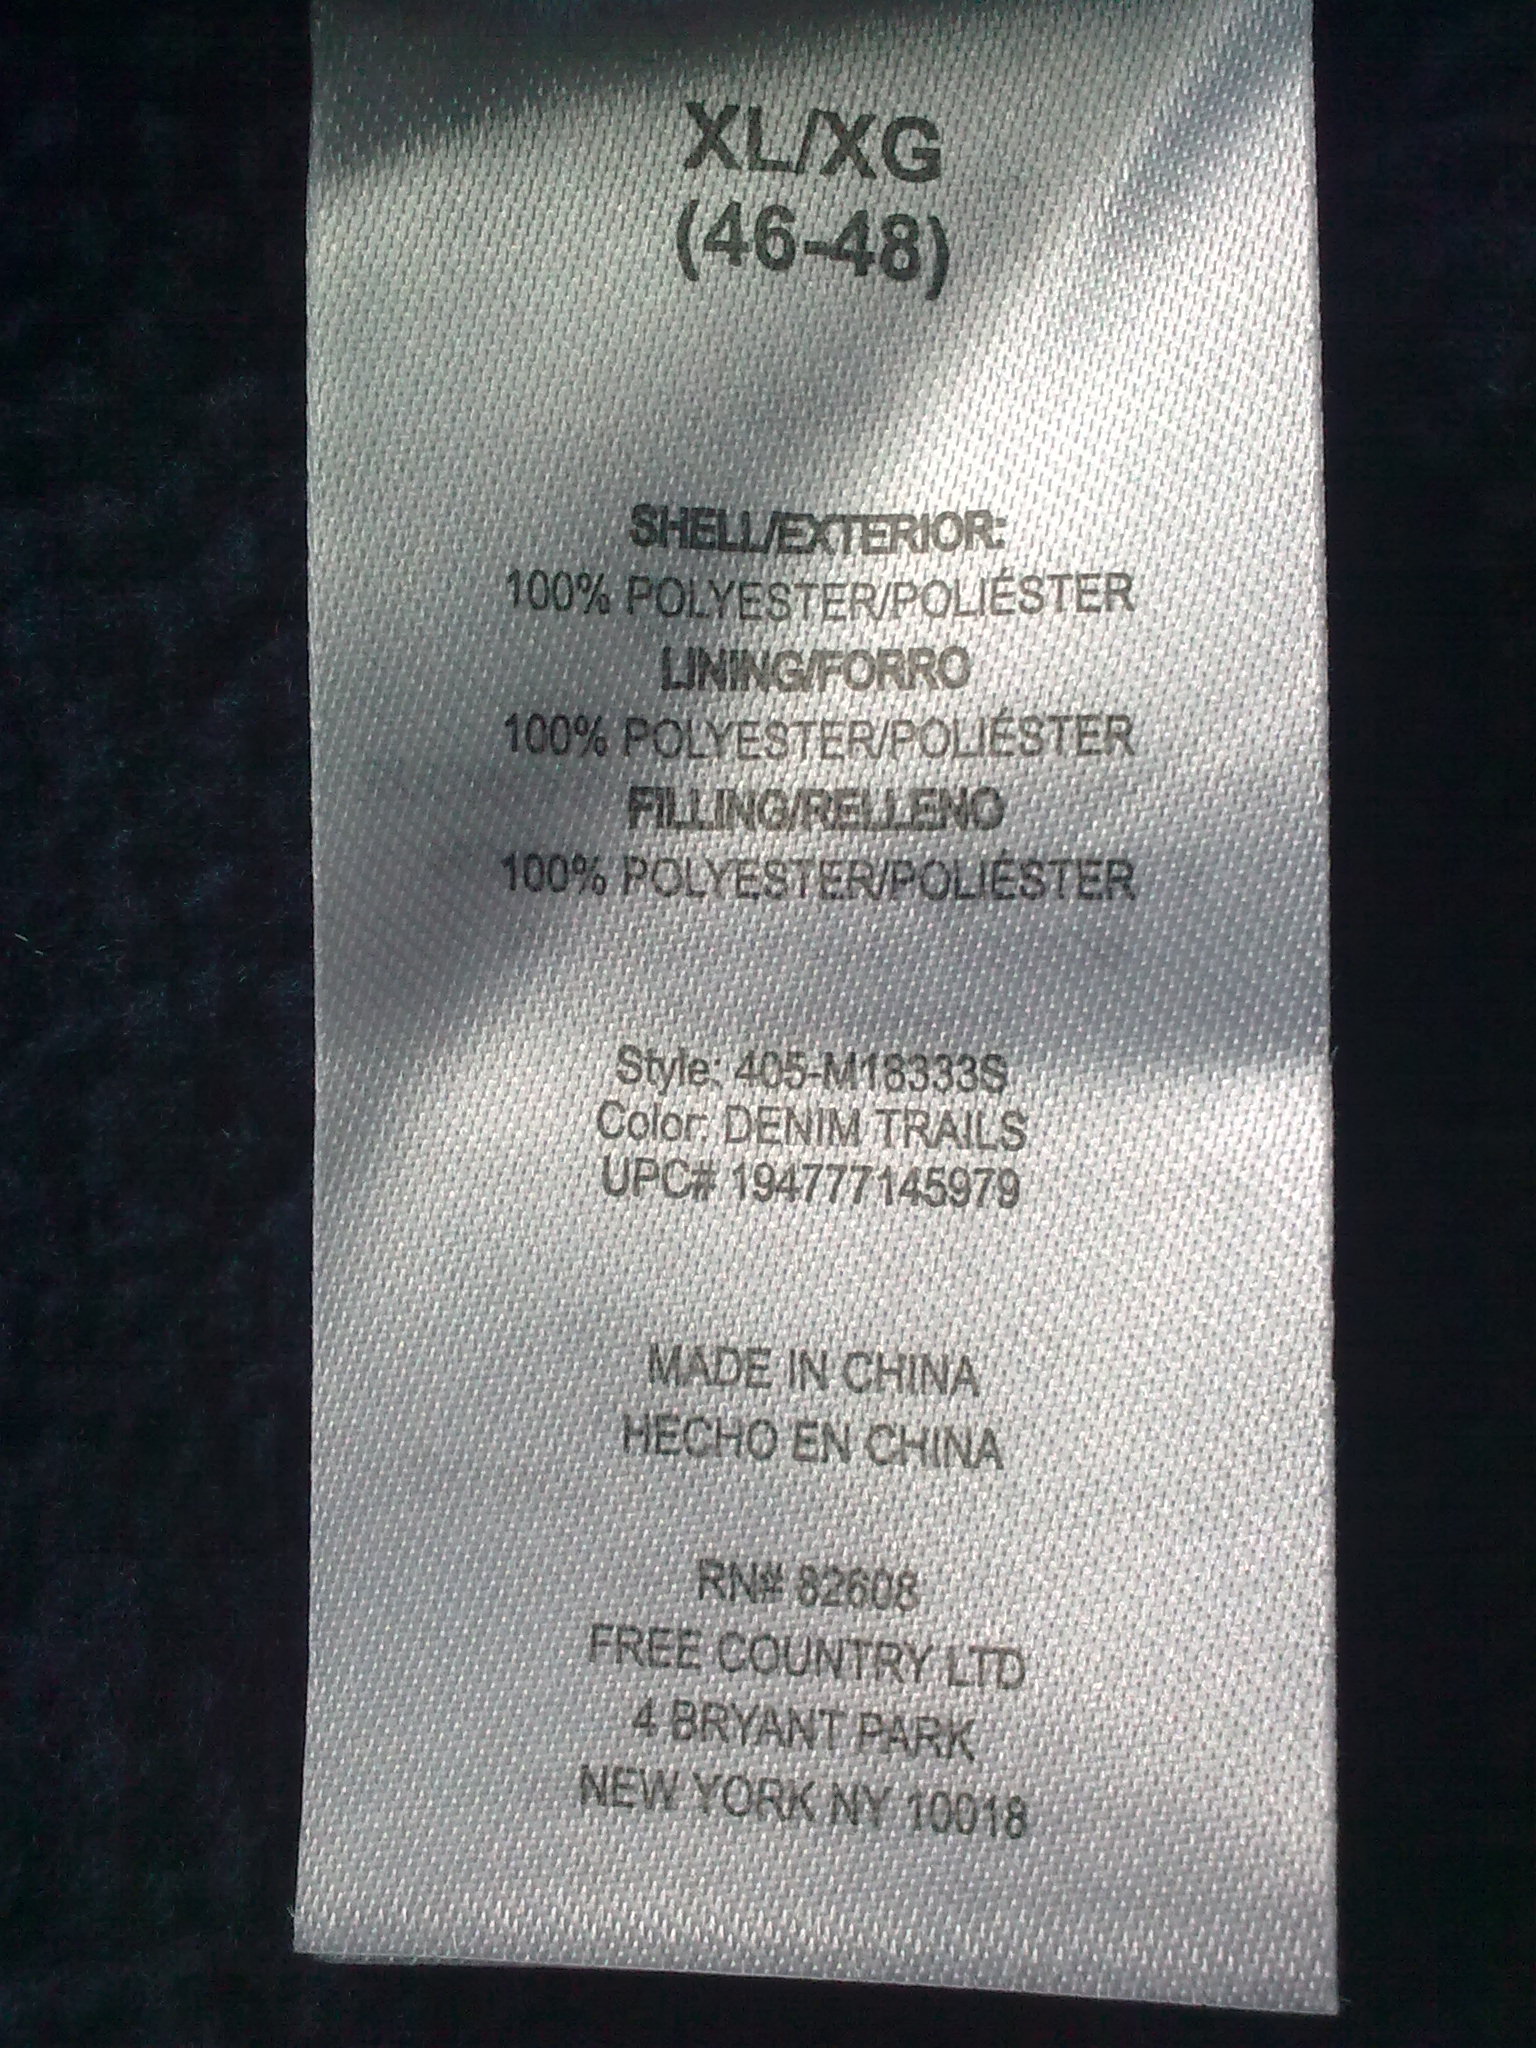 XL/XG
(46-48)
SHELL/EXTERIOR:
100% POLYESTER/POLIÉSTER
LINING/FORRO
100% POLYESTER/POLIÉSTER
FILLING/RELLENO
100% POLYESTER/POLIÉSTER
Style: 405-M18333S
Color: DENIM TRAILS
UPC# 194777145979
MADE IN CHINA
HECHO EN CHINA
RN# 82608
FREE COUNTRY LTD
4 BRYANT PARK
NEW YORK NY 10018